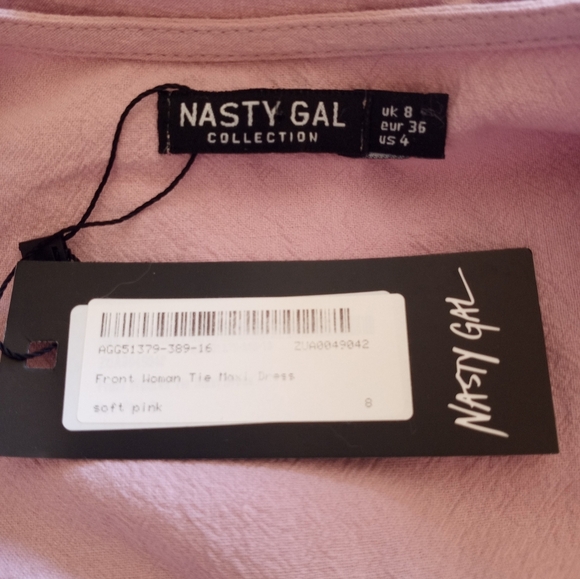 NASTY GAL
COLLECTION
uk 8
eur 36
us 4
AGG51379-389-16
ZUA0049042
Front Woman Tie Maxi Dress
soft pink
8
NASTY GAL